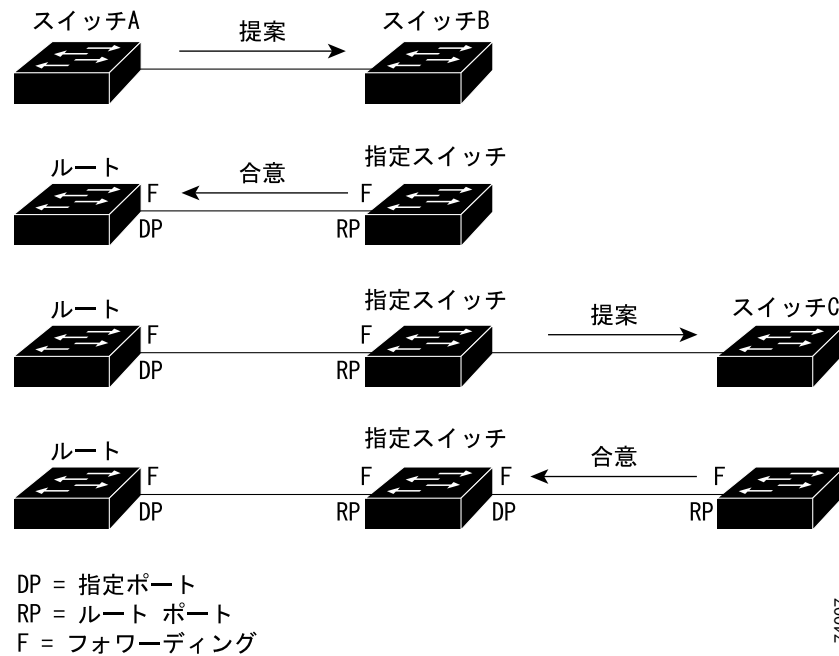 スイッチA
提案
スイッチB
ルート
合意
指定スイッチ
F
F
DP
RP
ルート
指定スイッチ
提案
スイッチC
F
F
DP
RP
ルート
指定スイッチ
合意
F
F
F
F
DP
RP
DP
RP
DP = 指定ポート
RP = ルート ポート
F = フォワーディング